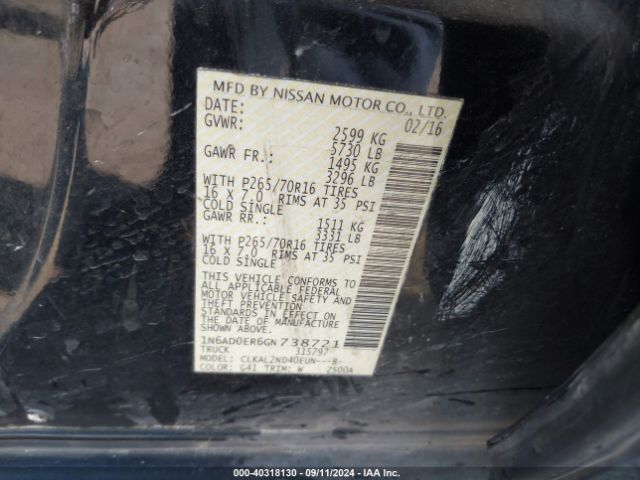 MFD BY NISSAN MOTOR CO., LTD.
DATE: 02/16
GVWR: 2599 KG
5730 LB
GAWR FR.: 1495 KG
3296 LB
WITH P265/70R16 TIRES
16 X 7.0 RIMS AT 35 PSI
COLD SINGLE
GAWR RR.: 1511 KG
3331 LB
WITH P265/70R16 TIRES
16 X 7.0 RIMS AT 35 PSI
COLD SINGLE
THIS VEHICLE CONFORMS TO
ALL APPLICABLE FEDERAL
MOTOR VEHICLE SAFETY AND
THEFT PREVENTION
STANDARDS IN EFFECT ON
THE DATE OF MANUFACTURE
SHOWN ABOVE.
1N6AD0ER6GN738721
TRUCK 315797
MODEL: CLKAL2ND40EUN---B-
COLOR: G41 TRIM: W 2500A
000-40318130 - 09/11/2024 - IAA Inc.